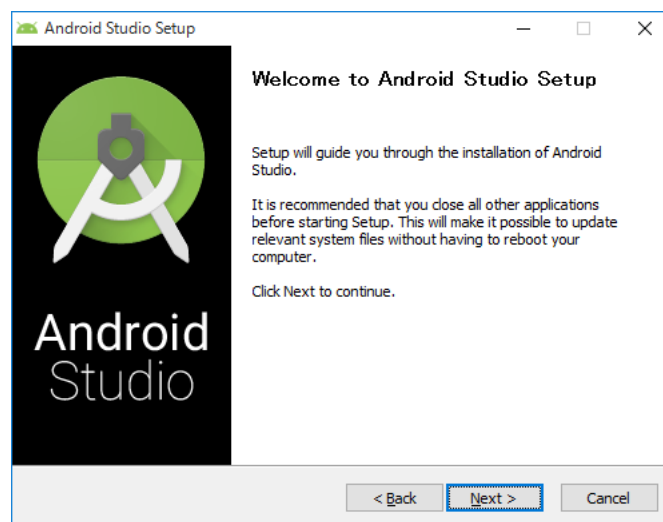 Android Studio Setup
Welcome to Android Studio Setup
Setup will guide you through the installation of Android
Studio.
It is recommended that you close all other applications
before starting Setup. This will make it possible to update
relevant system files without having to reboot your
computer.
Click Next to continue.
Android
Studio
< Back
Next >
Cancel